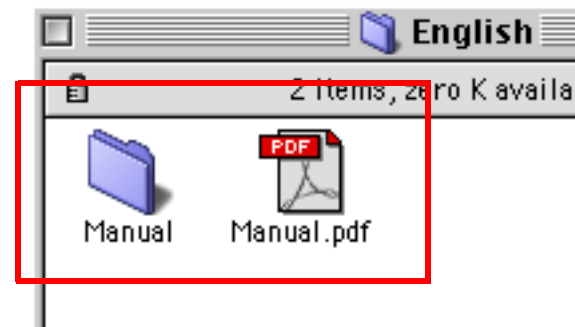 English
2 items, zero K availa
PDF
Manual
Manual.pdf